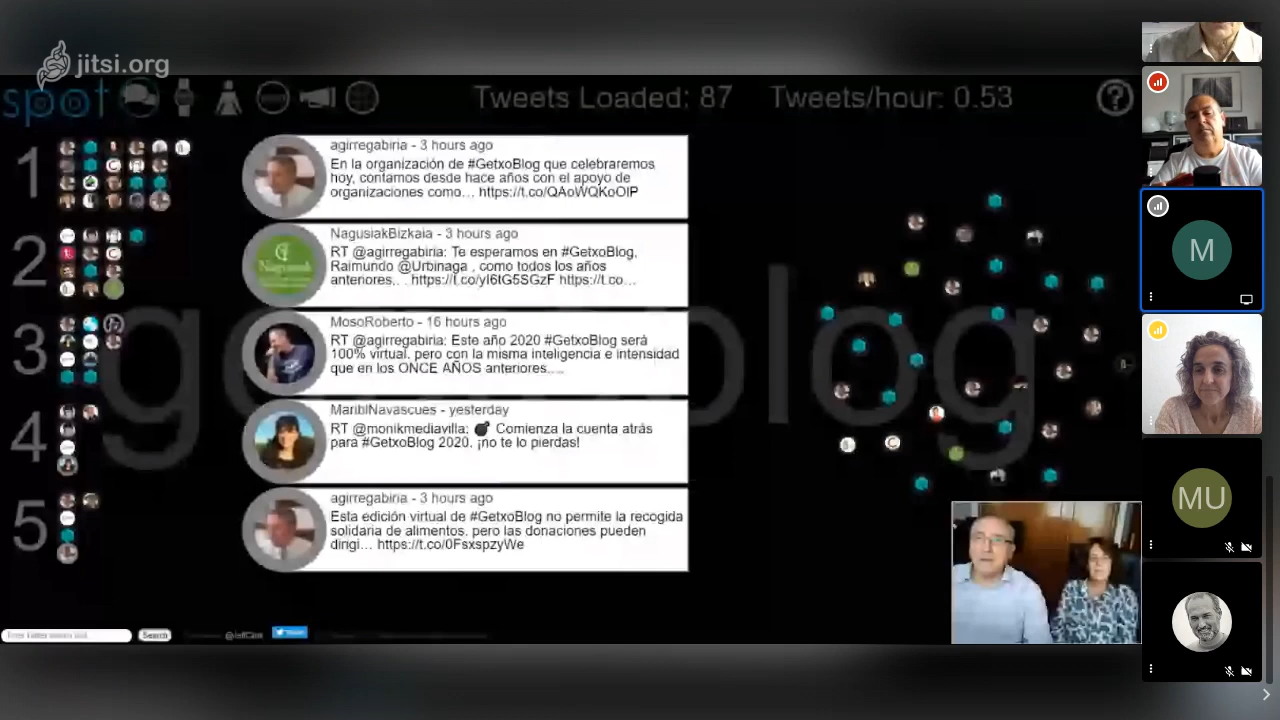 jitsi.org
spot
Tweets Loaded: 87
Tweets/hour: 0.53
?
1
agirregabiria - 3 hours ago
En la organización de #GetxoBlog que celebraremos
hoy, contamos desde hace años con el apoyo de
organizaciones como… https://t.co/QAoWQKoOIP
2
NagusiakBizkaia - 3 hours ago
RT @agirregabiria: Te esperamos en #GetxoBlog,
Raimundo @Urbinaga , como todos los años
anteriores.. . https://t.co/yI6tG5SGzF https://t.co…
Nagusiak
3
MosoRoberto - 16 hours ago
RT @agirregabiria: Este año 2020 #GetxoBlog será
100% virtual, pero con la misma inteligencia e intensidad
que en los ONCE AÑOS anteriores.…
4
MariblNavascues - yesterday
RT @monikmediavilla: 💣 Comienza la cuenta atrás
para #GetxoBlog 2020. ¡no te lo pierdas!
5
agirregabiria - 3 hours ago
Esta edición virtual de #GetxoBlog no permite la recogida
solidaria de alimentos, pero las donaciones pueden
dirigi… https://t.co/0FsxspzyWe
Search
@JeffClark
Tweet
M
MU